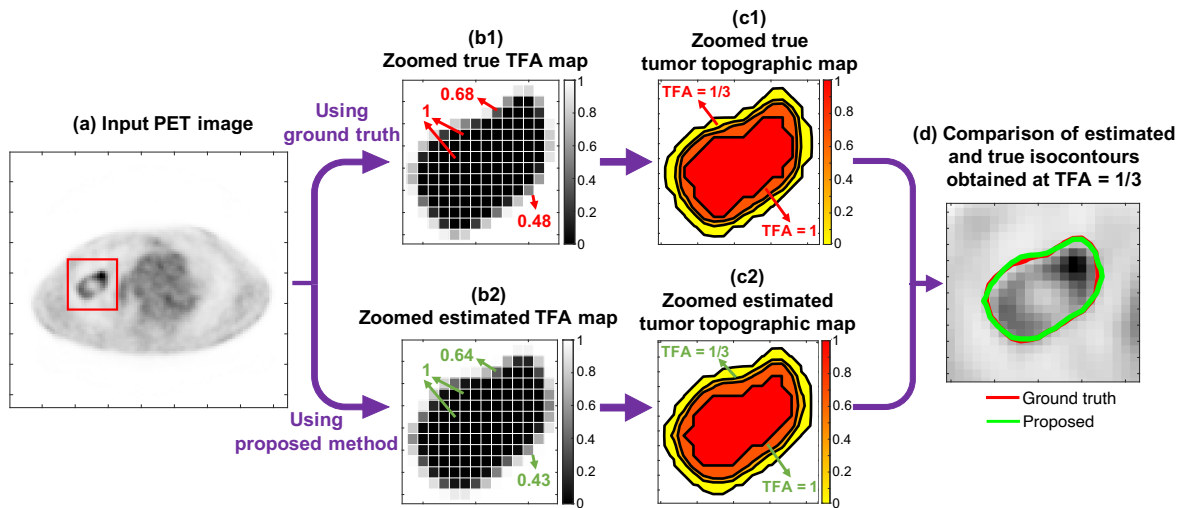 (a) Input PET image
Using
ground truth
Using
proposed method
(b1)
Zoomed true TFA map
0.68
1
0.48
1
0.8
0.6
0.4
0.2
0
(b2)
Zoomed estimated TFA map
0.64
1
0.43
1
0.8
0.6
0.4
0.2
0
(c1)
Zoomed true
tumor topographic map
TFA = 1/3
TFA = 1
1
0.8
0.6
0.4
0.2
0
(c2)
Zoomed estimated
tumor topographic map
TFA = 1/3
TFA = 1
1
0.8
0.6
0.4
0.2
0
(d) Comparison of estimated
and true isocontours
obtained at TFA = 1/3
Ground truth
Proposed